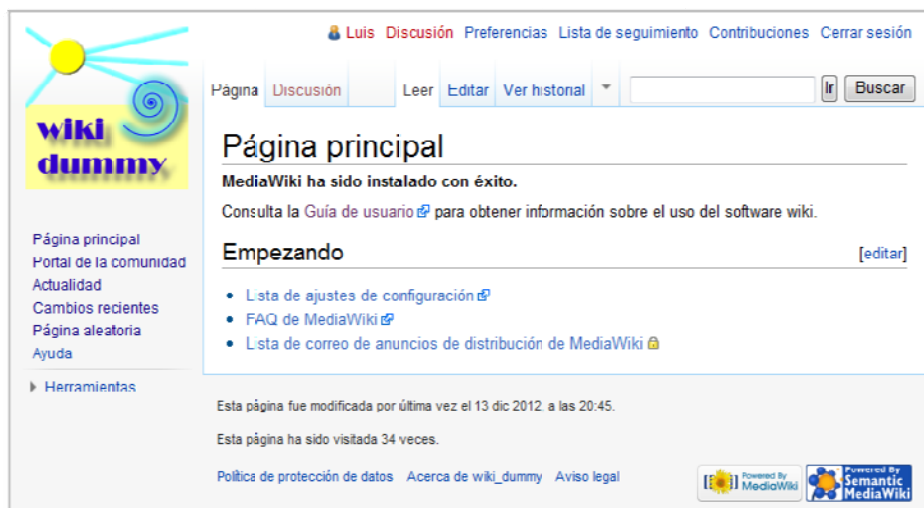 Luis Discusión Preferencias Lista de seguimiento Contribuciones Cerrar sesión
wiki
dummy
Página Discusión Leer Editar Ver historial Ir Buscar
Página principal
MediaWiki ha sido instalado con éxito.
Consulta la Guía de usuario para obtener información sobre el uso del software wiki.
Empezando [editar]
Lista de ajustes de configuración
FAQ de MediaWiki
Lista de correo de anuncios de distribución de MediaWiki
Página principal
Portal de la comunidad
Actualidad
Cambios recientes
Página aleatoria
Ayuda
Herramientas
Esta página fue modificada por última vez el 13 dic 2012, a las 20:45.
Esta página ha sido visitada 34 veces.
Política de protección de datos Acerca de wiki_dummy Aviso legal
Powered By
MediaWiki
Powered By
Semantic
MediaWiki